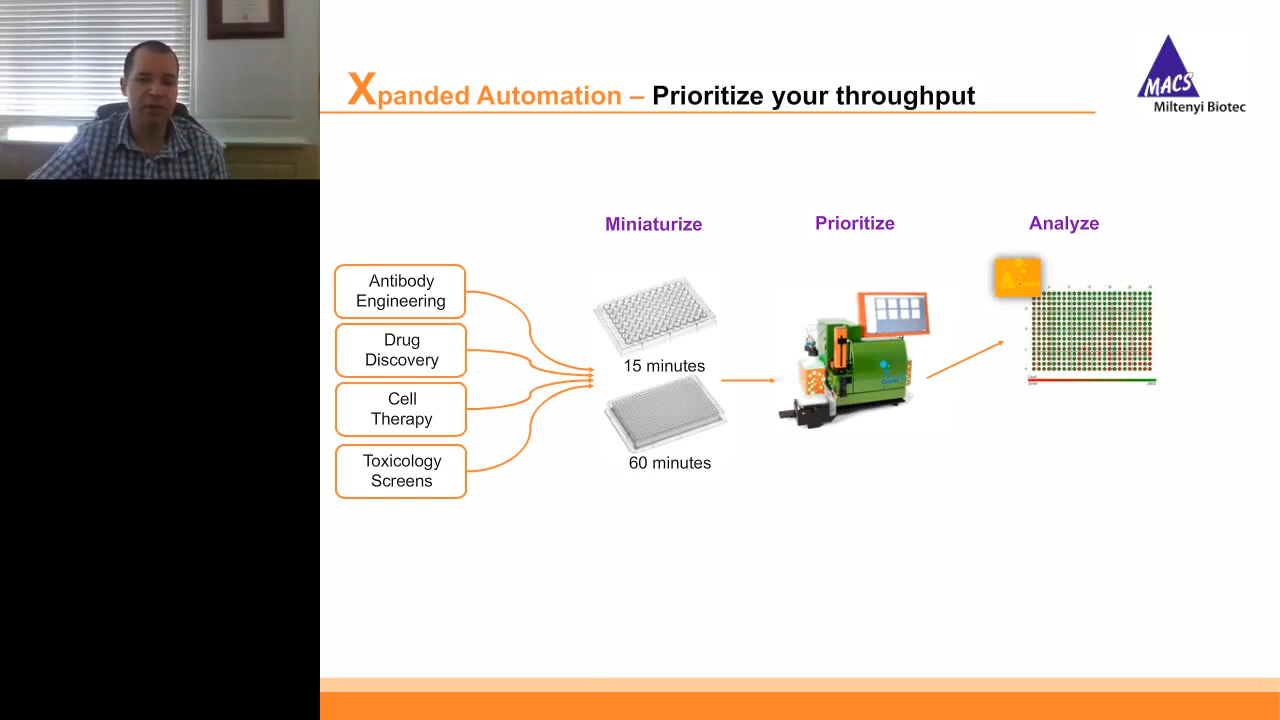 Xpanded Automation – Prioritize your throughput
MACS
Miltenyi Biotec
Miniaturize
Prioritize
Analyze
Antibody
Engineering
Drug
Discovery
Cell
Therapy
Toxicology
Screens
15 minutes
60 minutes